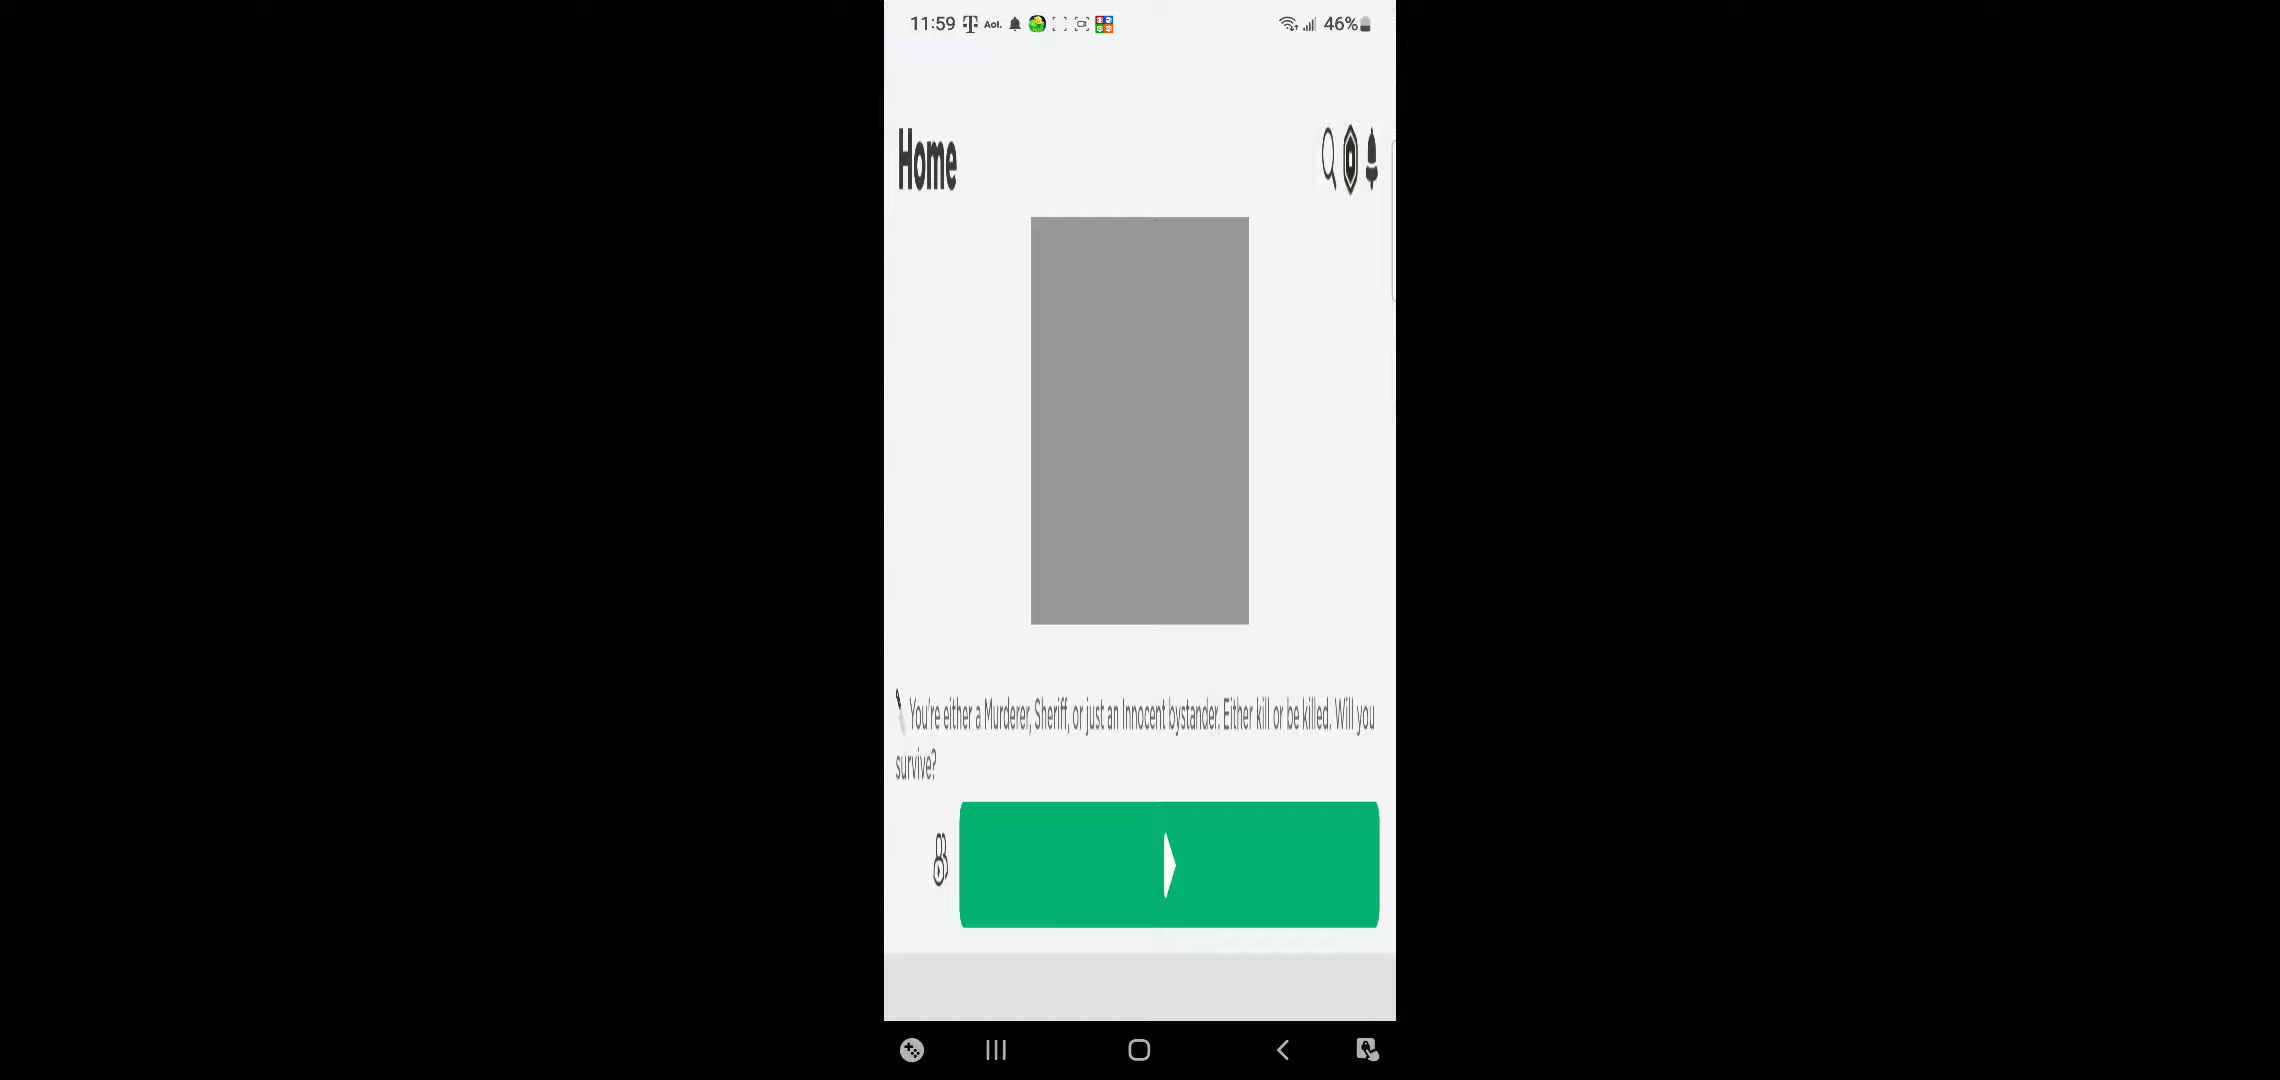 11:59 Aol. 46%
Home
You're either a Murderer, Sheriff, or just an Innocent bystander. Either kill or be killed. Will you
survive?